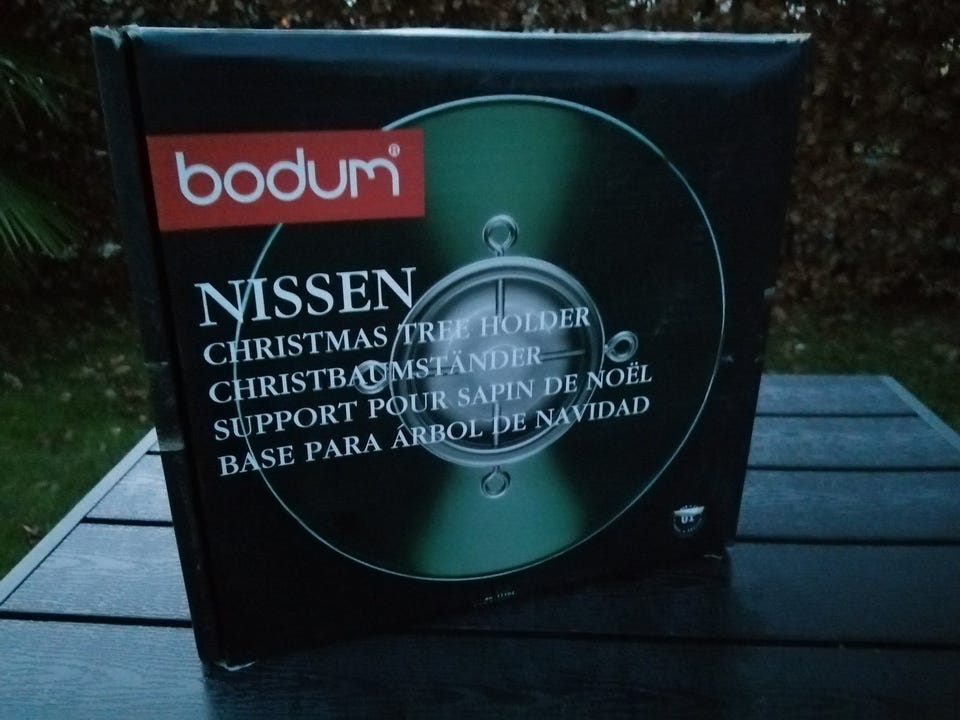 bodum®
NISSEN
CHRISTMAS TREE HOLDER
CHRISTBAUMSTÄNDER
SUPPORT POUR SAPIN DE NOËL
BASE PARA ÁRBOL DE NAVIDAD